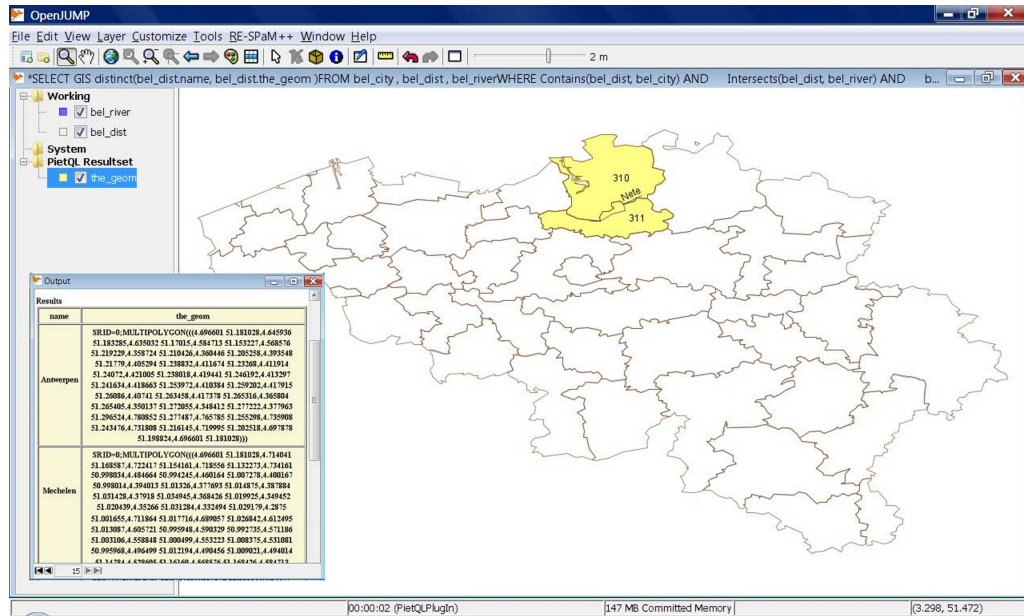 OpenJUMP
File Edit View Layer Customize Tools RE-SPaM++ Window Help
2 m
*SELECT GIS distinct(bel_dist.name, bel_dist.the_geom )FROM bel_city , bel_dist , bel_riverWHERE Contains(bel_dist, bel_city) AND Intersects(bel_dist, bel_river) AND b...
Working
bel_river
bel_dist
System
PietQL Resultset
the_geom
310
Nete
311
Output
Results
name the_geom
SRID=0;MULTIPOLYGON(((4.696601 51.181028,4.645936
51.183285,4.635032 51.17015,4.584713 51.153227,4.568576
51.219229,4.358724 51.210426,4.360446 51.205258,4.393548
51.21779,4.405294 51.238832,4.411674 51.23268,4.411914
51.24072,4.421005 51.238018,4.419441 51.246192,4.413297
51.241634,4.418663 51.253972,4.410384 51.259202,4.417915
51.26086,4.40741 51.263458,4.417378 51.265316,4.365804
51.265405,4.350137 51.272055,4.348412 51.277222,4.377963
51.296524,4.780852 51.277487,4.765785 51.255298,4.735908
51.243476,4.731808 51.216145,4.719995 51.202518,4.697878
51.198824,4.696601 51.181028)))
Antwerpen
SRID=0;MULTIPOLYGON(((4.696601 51.181028,4.714041
51.168587,4.722417 51.154161,4.718556 51.132273,4.734161
50.998034,4.484664 50.994245,4.460164 51.007278,4.400167
50.998014,4.394013 51.01326,4.377693 51.014875,4.387884
51.031428,4.37918 51.034945,4.368426 51.019925,4.349452
51.020439,4.35266 51.031284,4.332494 51.029179,4.2875
51.001655,4.711864 51.017716,4.689057 51.026842,4.612495
51.013087,4.605721 50.995948,4.590329 50.992735,4.571186
51.003106,4.558848 51.000499,4.553223 51.008375,4.531081
50.995968,4.496499 51.012194,4.490456 51.009021,4.494014
Mechelen
15
00:00:02 (PietQLPlugIn)
147 MB Committed Memory
(3.298, 51.472)